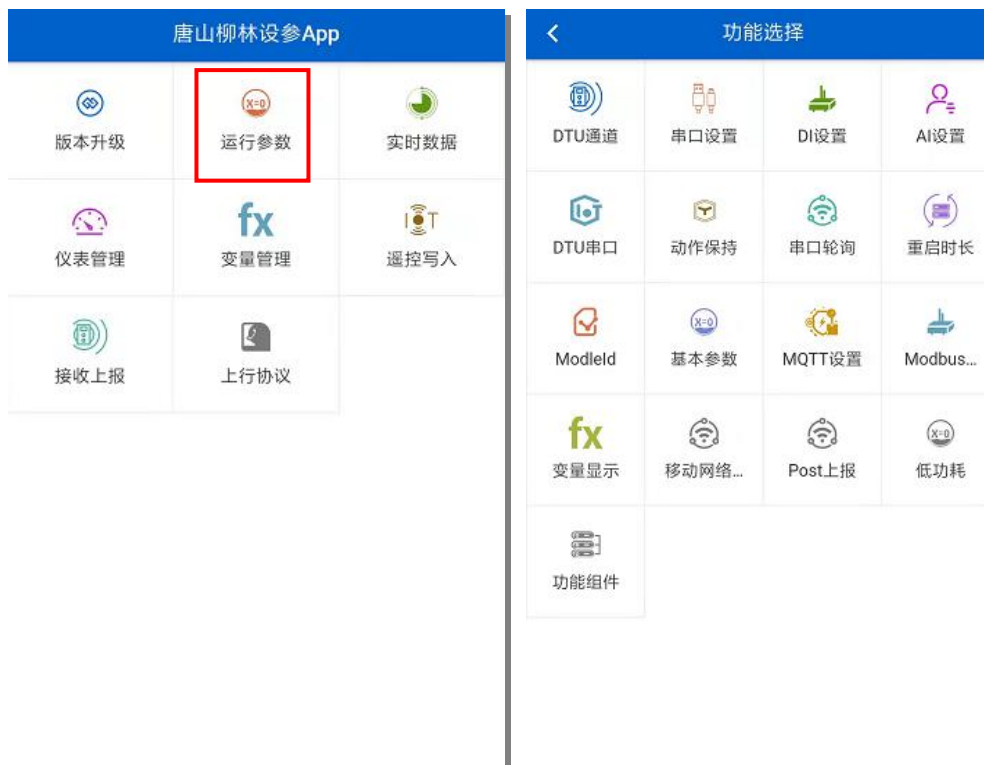 唐山柳林设参App
X=0
版本升级
运行参数
实时数据
fx
IOT
仪表管理
变量管理
遥控写入
接收上报
上行协议
功能选择
DTU通道
串口设置
DI设置
AI设置
IOT
DTU串口
动作保持
串口轮询
重启时长
X=0
ModleId
基本参数
MQTT设置
Modbus...
fx
X=0
变量显示
移动网络...
Post上报
低功耗
功能组件